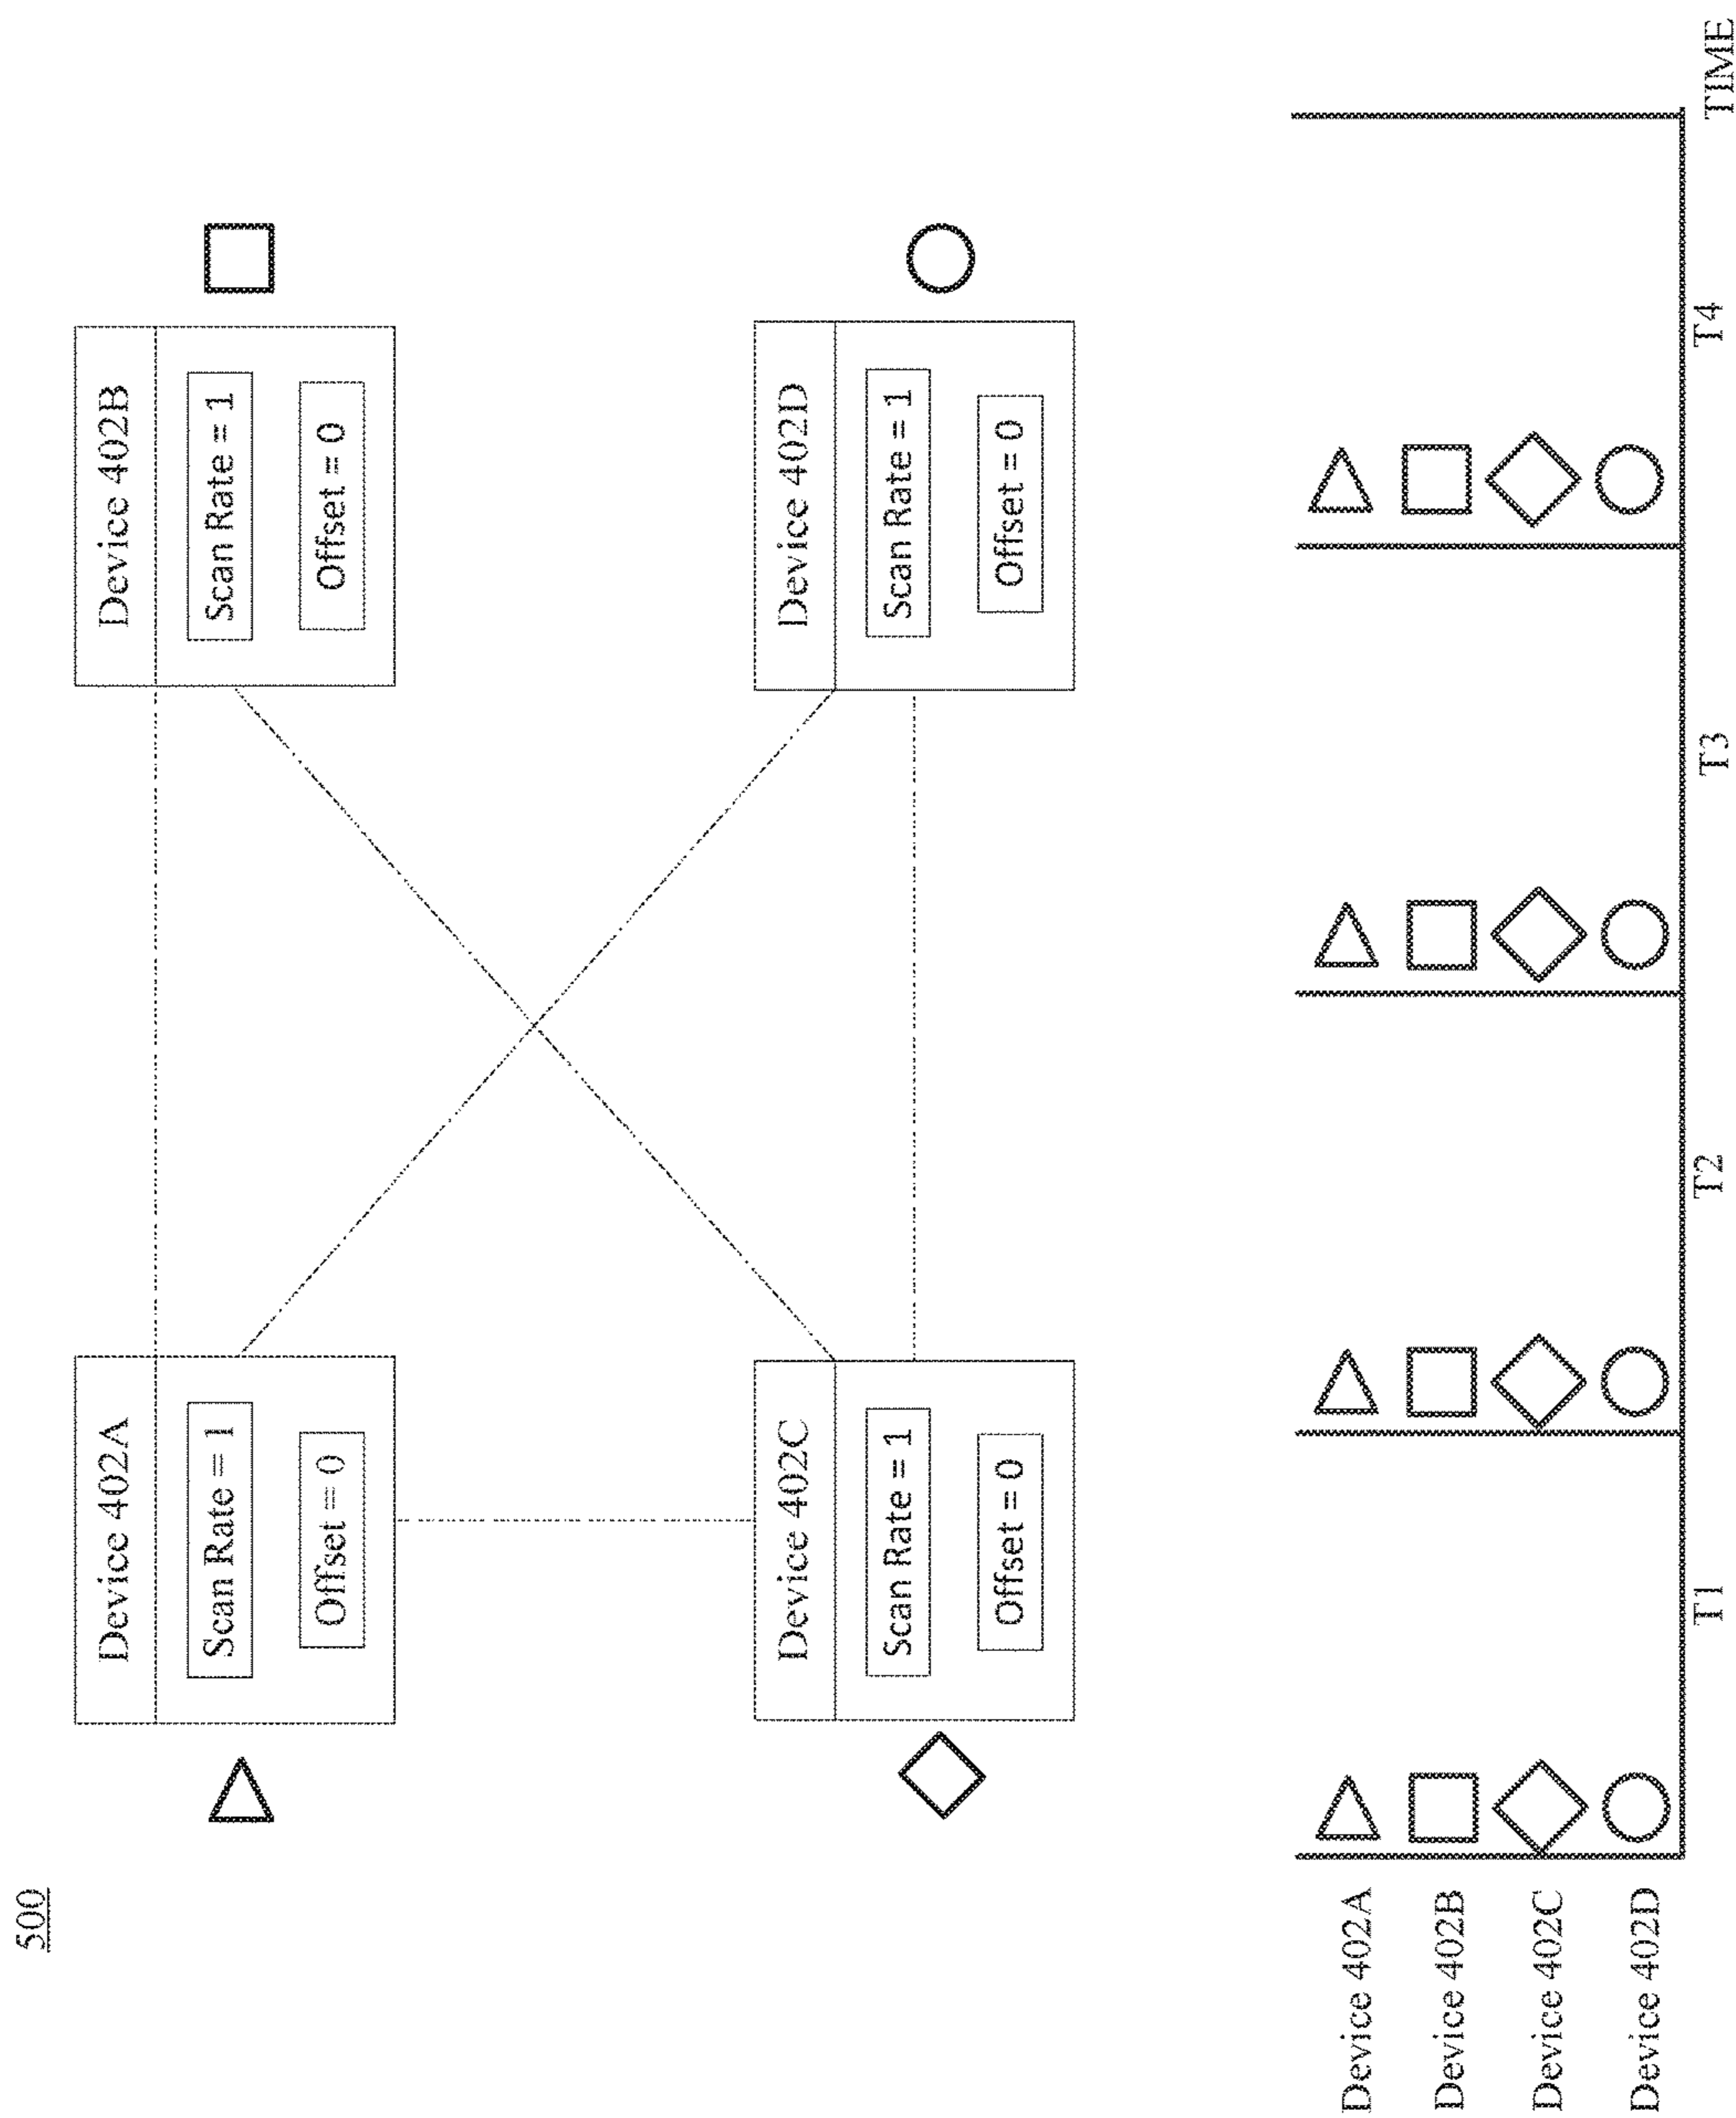 500
Device 402A
Scan Rate = 1
Offset = 0
Device 402B
Scan Rate = 1
Offset = 0
Device 402C
Scan Rate = 1
Offset = 0
Device 402D
Scan Rate = 1
Offset = 0
Device 402A
Device 402B
Device 402C
Device 402D
T1
T2
T3
T4
TIME